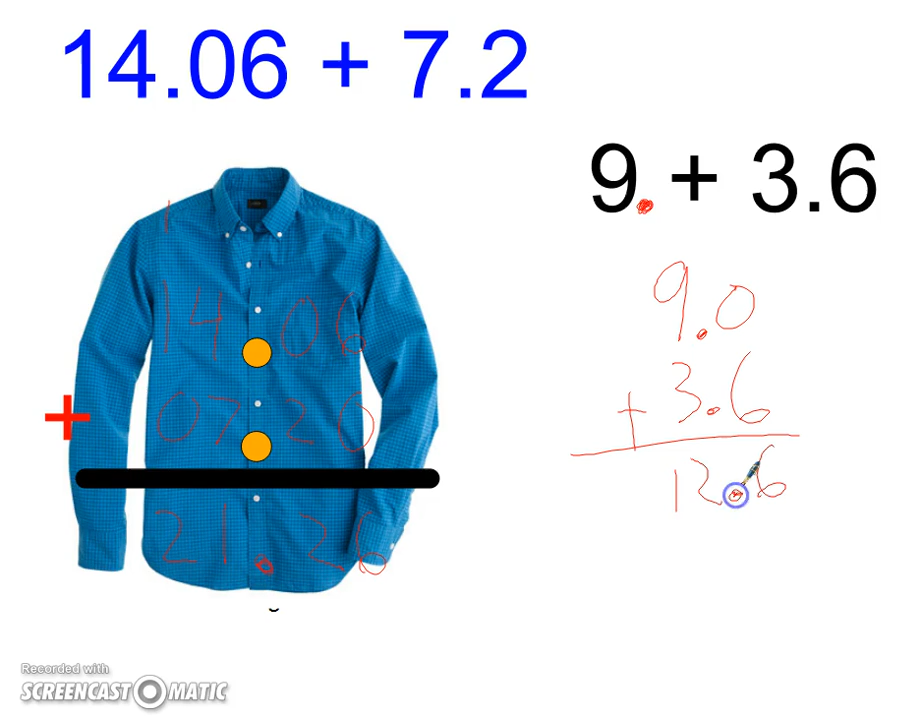 14.06 + 7.2
9. + 3.6
1
14.06
+ 07.20
21.26
9.0
+ 3.6
12.6
Recorded with
SCREENCAST-O-MATIC